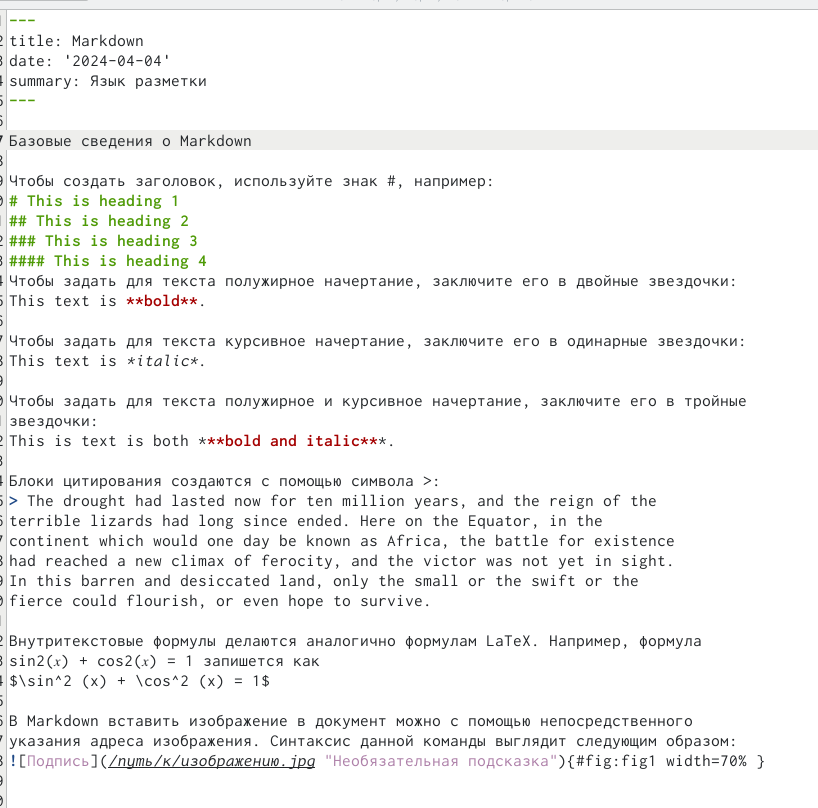 ---
title: Markdown
date: '2024-04-04'
summary: Язык разметки
---
Базовые сведения о Markdown
Чтобы создать заголовок, используйте знак #, например:
# This is heading 1
## This is heading 2
### This is heading 3
#### This is heading 4
Чтобы задать для текста полужирное начертание, заключите его в двойные звездочки:
This text is **bold**.
Чтобы задать для текста курсивное начертание, заключите его в одинарные звездочки:
This text is *italic*.
Чтобы задать для текста полужирное и курсивное начертание, заключите его в тройные
звездочки:
This is text is both ***bold and italic***.
Блоки цитирования создаются с помощью символа >:
> The drought had lasted now for ten million years, and the reign of the
terrible lizards had long since ended. Here on the Equator, in the
continent which would one day be known as Africa, the battle for existence
had reached a new climax of ferocity, and the victor was not yet in sight.
In this barren and desiccated land, only the small or the swift or the
fierce could flourish, or even hope to survive.
Внутритекстовые формулы делаются аналогично формулам LaTeX. Например, формула
sin2(𝑥) + cos2(𝑥) = 1 запишется как
$\sin^2 (x) + \cos^2 (x) = 1$
В Markdown вставить изображение в документ можно с помощью непосредственного
указания адреса изображения. Синтаксис данной команды выглядит следующим образом:
![Подпись](/путь/к/изображению.jpg "Необязательная подсказка"){#fig:fig1 width=70% }